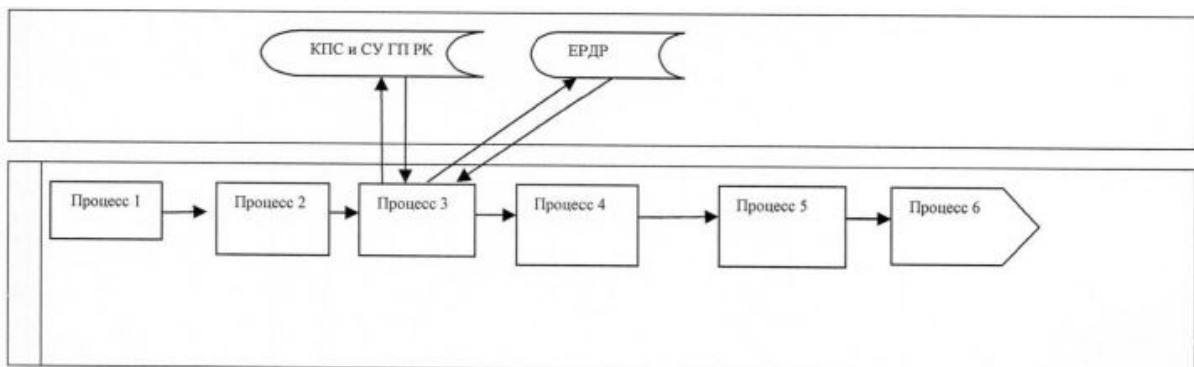 КПС и СУ ГП РК
ЕРДР
Процесс 1
Процесс 2
Процесс 3
Процесс 4
Процесс 5
Процесс 6